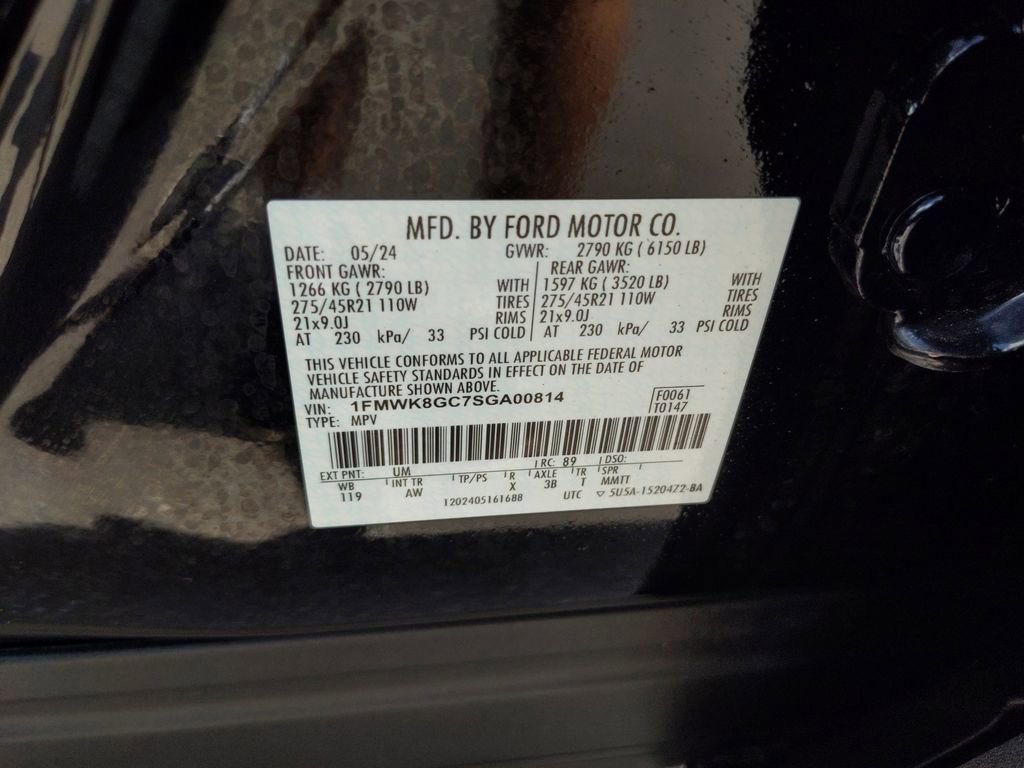 MFD. BY FORD MOTOR CO.
DATE: 05/24 GVWR: 2790 KG ( 6150 LB)
FRONT GAWR: REAR GAWR:
1266 KG ( 2790 LB) WITH 1597 KG ( 3520 LB) WITH
275/45R21 110W TIRES 275/45R21 110W TIRES
21x9.0J RIMS 21x9.0J RIMS
AT 230 kPa/ 33 PSI COLD AT 230 kPa/ 33 PSI COLD
THIS VEHICLE CONFORMS TO ALL APPLICABLE FEDERAL MOTOR
VEHICLE SAFETY STANDARDS IN EFFECT ON THE DATE OF
MANUFACTURE SHOWN ABOVE.
VIN: 1FMWK8GC7SGA00814 F0061
TYPE: MPV T0147
EXT PNT: UM RC: 89 DSO:
WB INT TR TP/PS R AXLE TR SPR
119 AW X 3B T MMTT
1202405161688 UTC ▽ 5U5A-1520472-BA